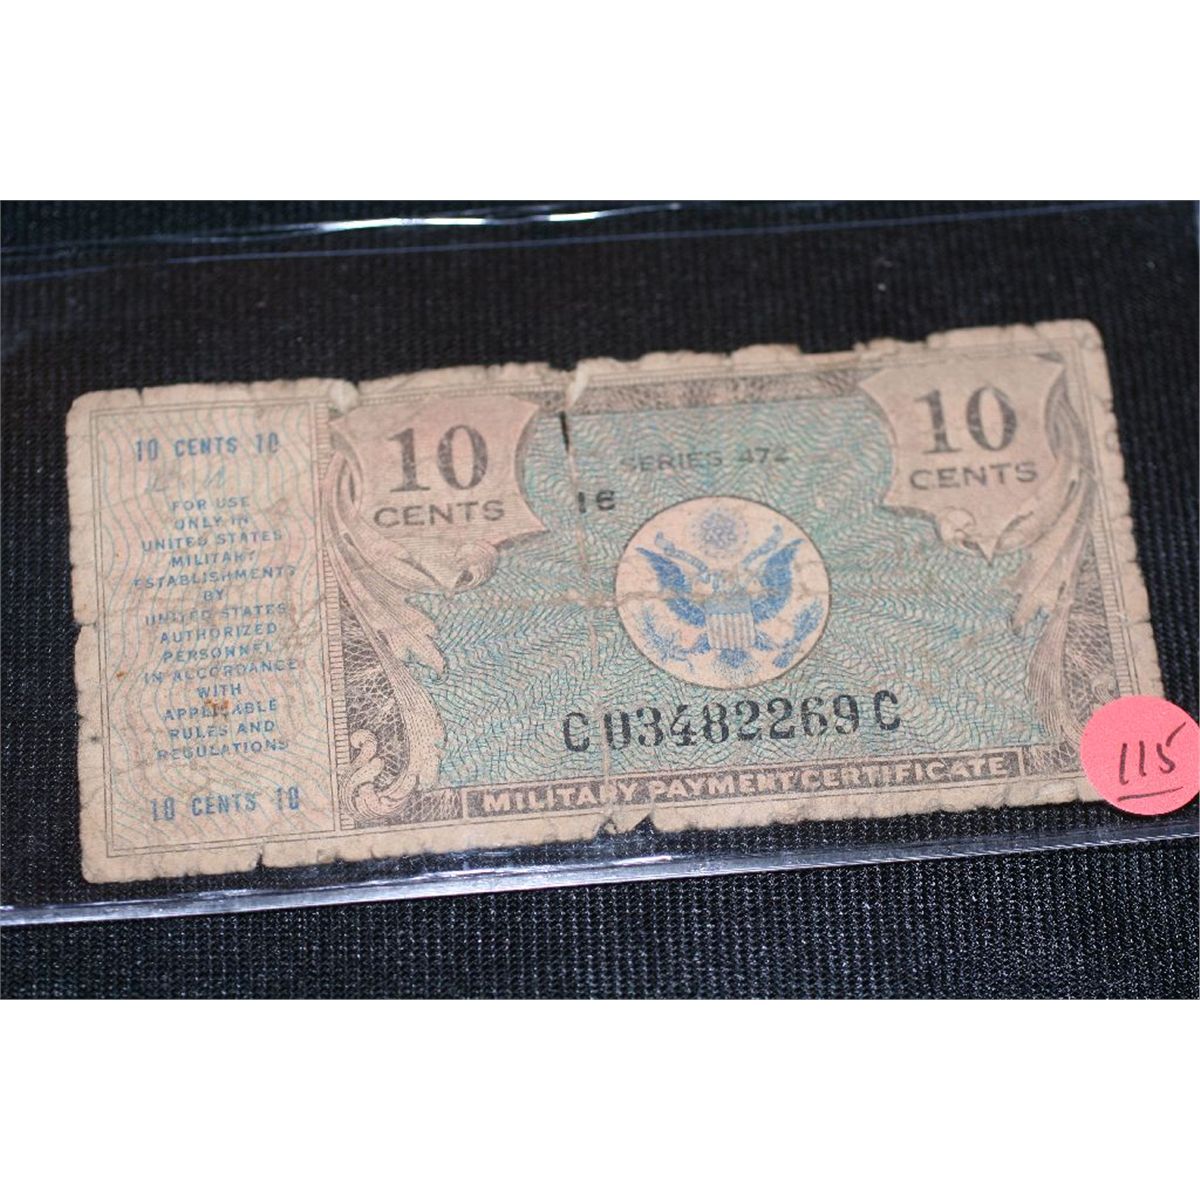 10 CENTS 10
FOR USE
ONLY IN
UNITED STATES
MILITARY
ESTABLISHMENTS
BY
UNITED STATES
AUTHORIZED
PERSONNEL
IN ACCORDANCE
WITH
APPLICABLE
RULES AND
REGULATIONS
10 CENTS 10
10
CENTS
SERIES 472
16
10
CENTS
C03482269C
MILITARY PAYMENT CERTIFICATE
115